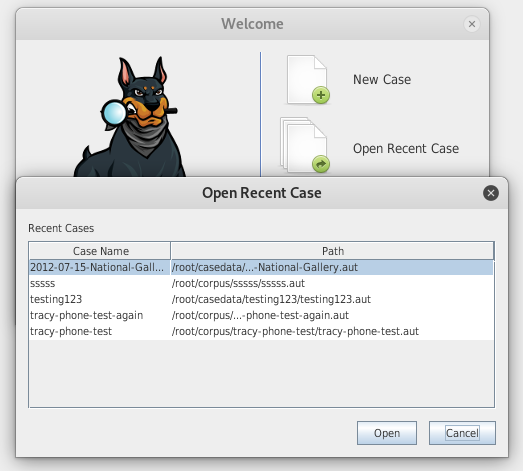 Welcome
New Case
Open Recent Case
Open Recent Case
Recent Cases
Case Name Path
2012-07-15-National-Gall... /root/casedata/...-National-Gallery.aut
sssss /root/corpus/sssss/sssss.aut
testing123 /root/casedata/testing123/testing123.aut
tracy-phone-test-again /root/corpus/...-phone-test-again.aut
tracy-phone-test /root/corpus/tracy-phone-test/tracy-phone-test.aut
Open Cancel